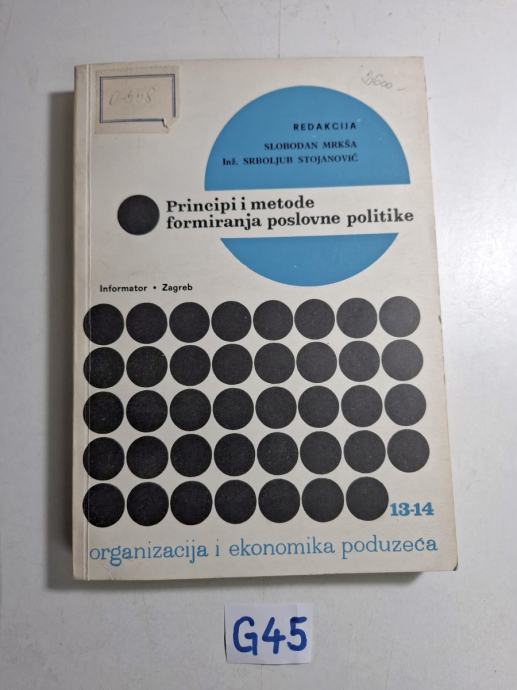 REDAKCIJA
SLOBODAN MRKŠA
Inž. SRBOLJUB STOJANOVIĆ
Principi i metode
formiranja poslovne politike
Informator • Zagreb
13-14
organizacija i ekonomika poduzeća
G45